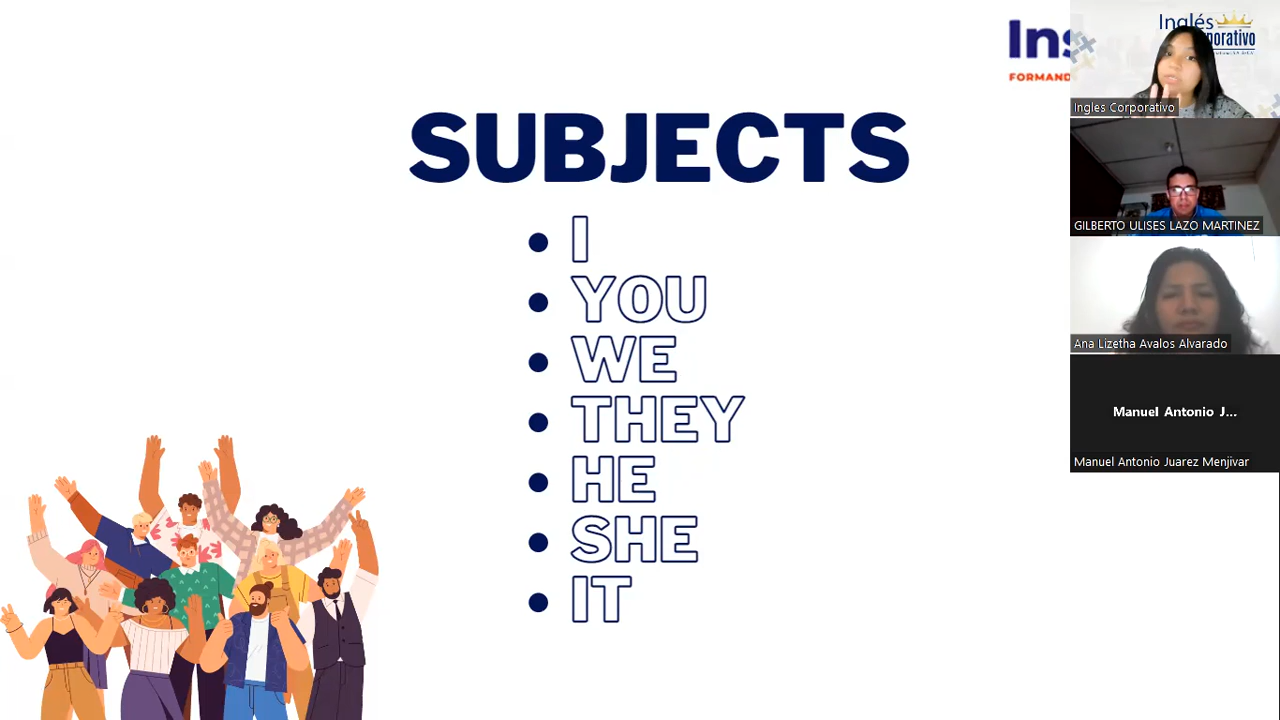 SUBJECTS
I
YOU
WE
THEY
HE
SHE
IT
Inglés
Ingles Corporativo
GILBERTO ULISES LAZO MARTINEZ
Ana Lizetha Avalos Alvarado
Manuel Antonio J...
Manuel Antonio Juarez Menjivar